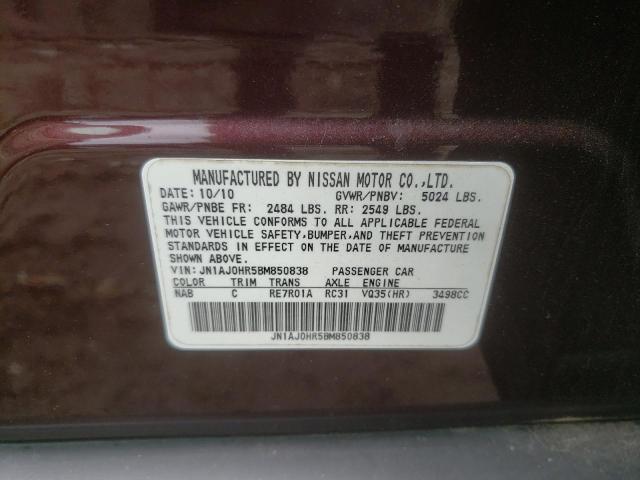 MANUFACTURED BY NISSAN MOTOR CO.,LTD.
DATE: 10/10 GVWR/PNBV: 5024 LBS.
GAWR/PNBE FR: 2484 LBS. RR: 2549 LBS.
THIS VEHICLE CONFORMS TO ALL APPLICABLE FEDERAL
MOTOR VEHICLE SAFETY, BUMPER, AND THEFT PREVENTION
STANDARDS IN EFFECT ON THE DATE OF MANUFACTURE
SHOWN ABOVE.
VIN: JN1AJ0HR5BM850838 PASSENGER CAR
COLOR TRIM TRANS AXLE ENGINE
NAB C RE7R01A RC31 VQ35(HR) 3498CC
JN1AJ0HR5BM850838